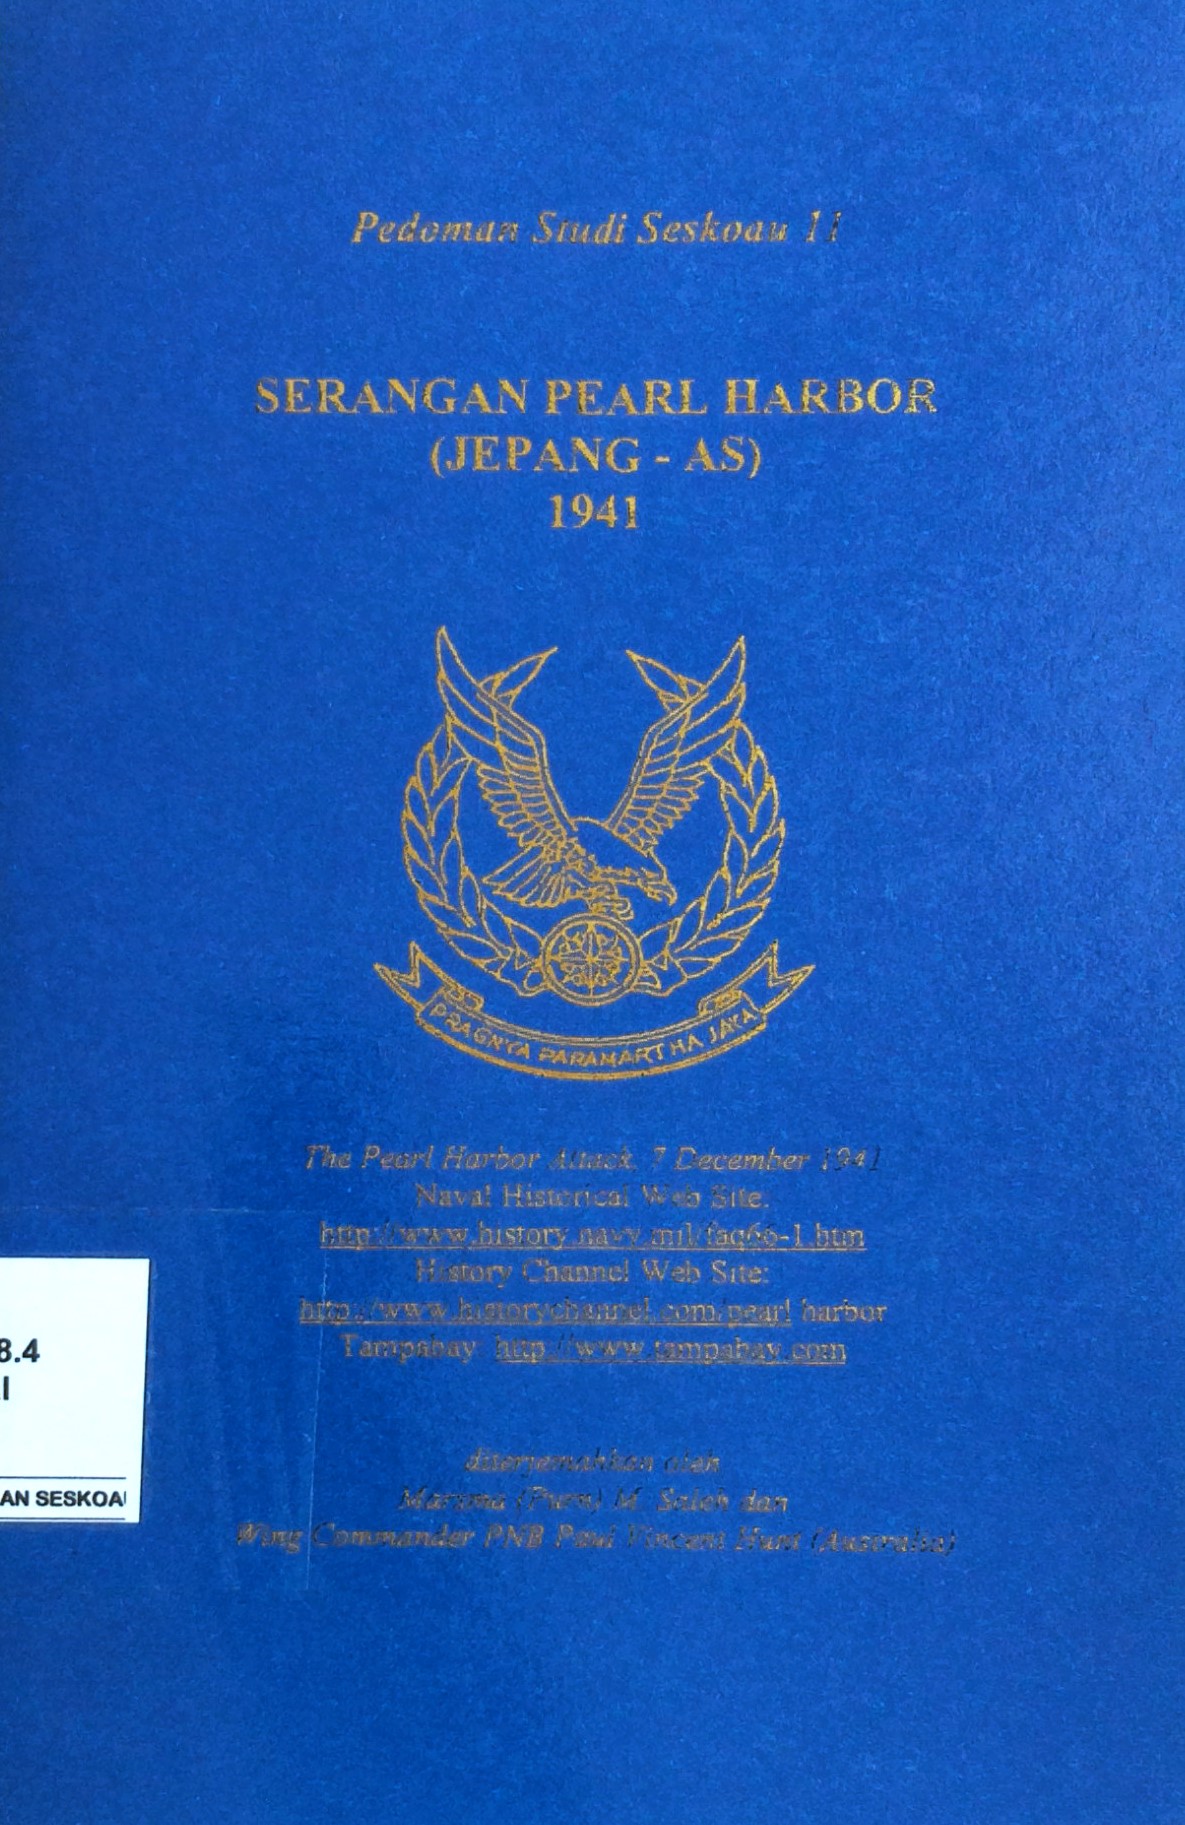 Pedoman Studi Seskoau 11
SERANGAN PEARL HARBOR
(JEPANG - AS)
1941
PRAGNYA PARAMARTHA JAYA
The Pearl Harbor Attack, 7 December 1941
Naval Historical Web Site:
http://www.history.navy.mil/faq66-1.htm
History Channel Web Site:
http://www.historychannel.com/pearl harbor
Tampabay: http://www.tampabay.com
8.4
I
AN SESKOAU
diterjemahkan oleh
Marsma (Purn) M. Saleh dan
Wing Commander PNB Paul Vincent Hunt (Australia)